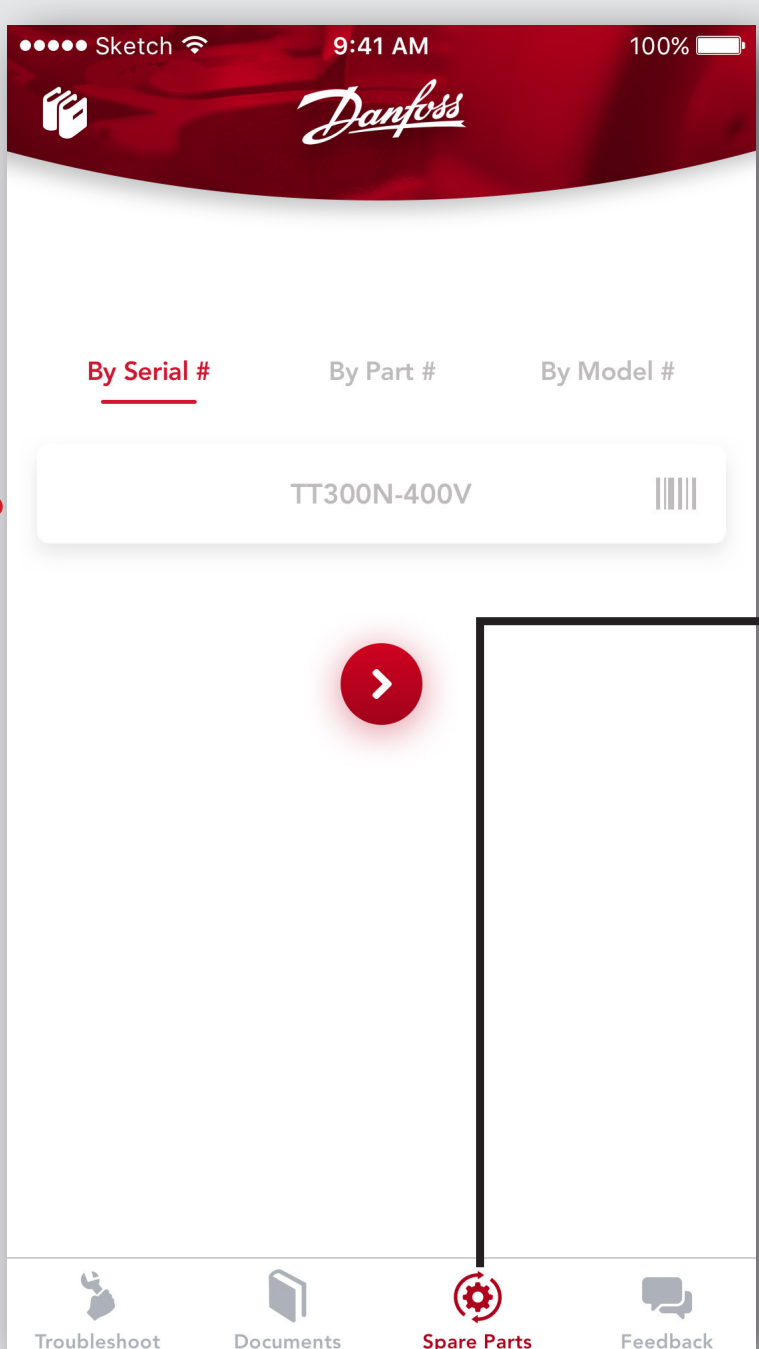 Sketch 9:41 AM 100%
Danfoss
By Serial # By Part # By Model #
TT300N-400V
Troubleshoot Documents Spare Parts Feedback